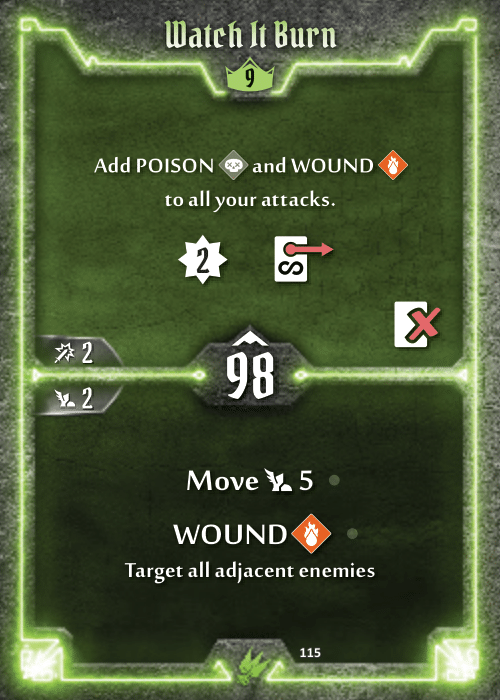 Watch It Burn
9
Add POISON and WOUND
to all your attacks.
2
2
98
2
Move 5
WOUND
Target all adjacent enemies
115